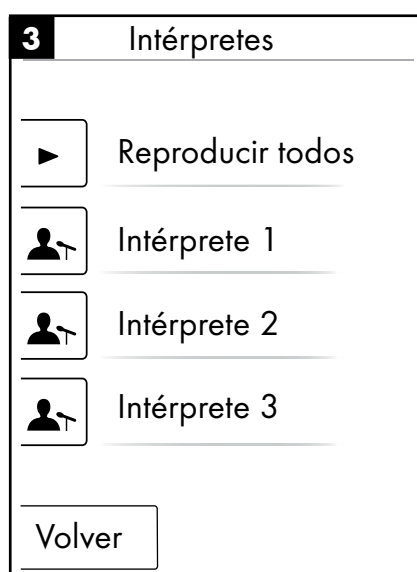 3 Intérpretes
Reproducir todos
Intérprete 1
Intérprete 2
Intérprete 3
Volver